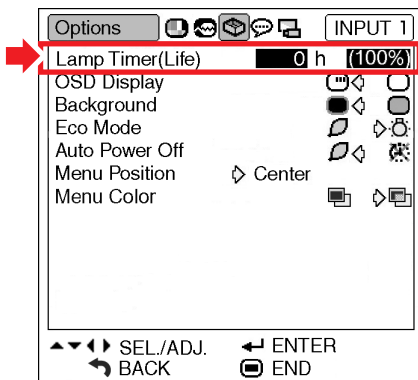 Options INPUT 1
Lamp Timer(Life) 0 h (100%)
OSD Display
Background
Eco Mode
Auto Power Off
Menu Position Center
Menu Color
SEL./ADJ. ENTER
BACK END